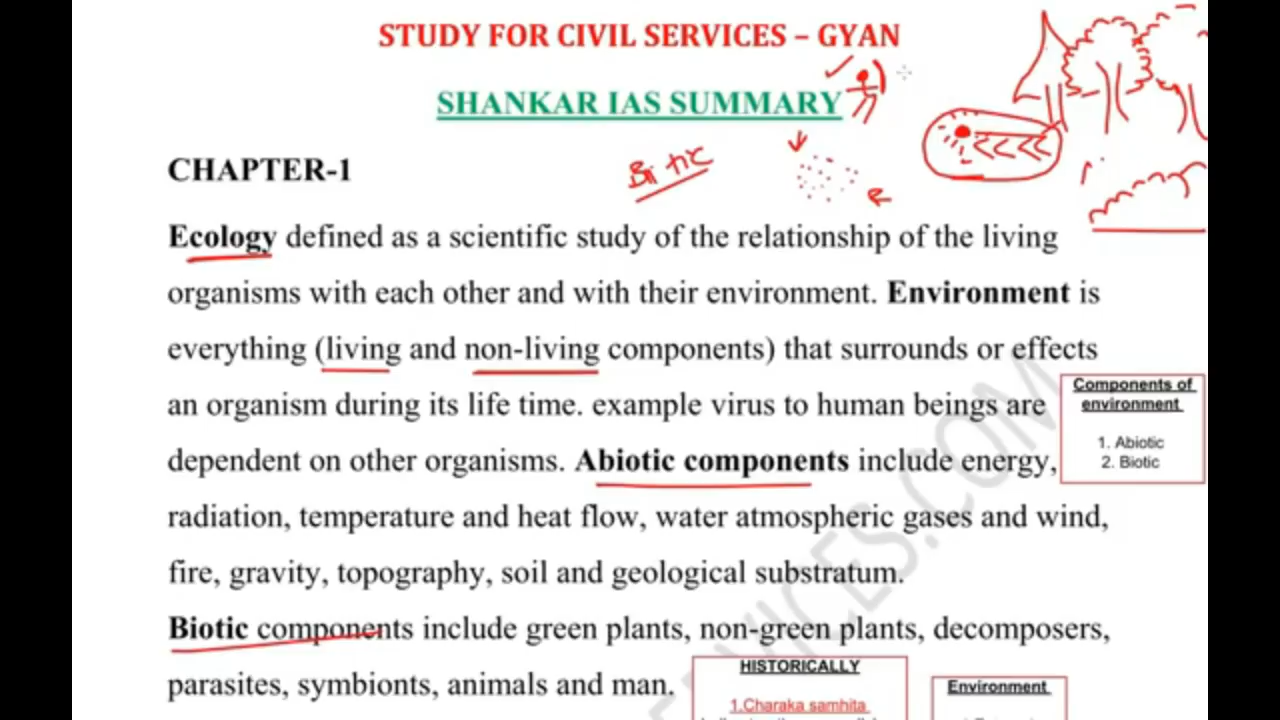 STUDY FOR CIVIL SERVICES – GYAN
SHANKAR IAS SUMMARY
Biotic
CHAPTER-1
Ecology defined as a scientific study of the relationship of the living
organisms with each other and with their environment. Environment is
everything (living and non-living components) that surrounds or effects
an organism during its life time. example virus to human beings are
dependent on other organisms. Abiotic components include energy,
radiation, temperature and heat flow, water atmospheric gases and wind,
fire, gravity, topography, soil and geological substratum.
Biotic components include green plants, non-green plants, decomposers,
parasites, symbionts, animals and man.
Components of
environment
1. Abiotic
2. Biotic
HISTORICALLY
1.Charaka samhita
Environment
VICES.COM